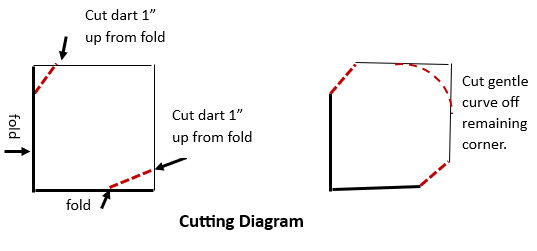 Cut dart 1”
up from fold
Cut dart 1”
up from fold
fold
fold
Cut gentle
curve off
remaining
corner.
Cutting Diagram